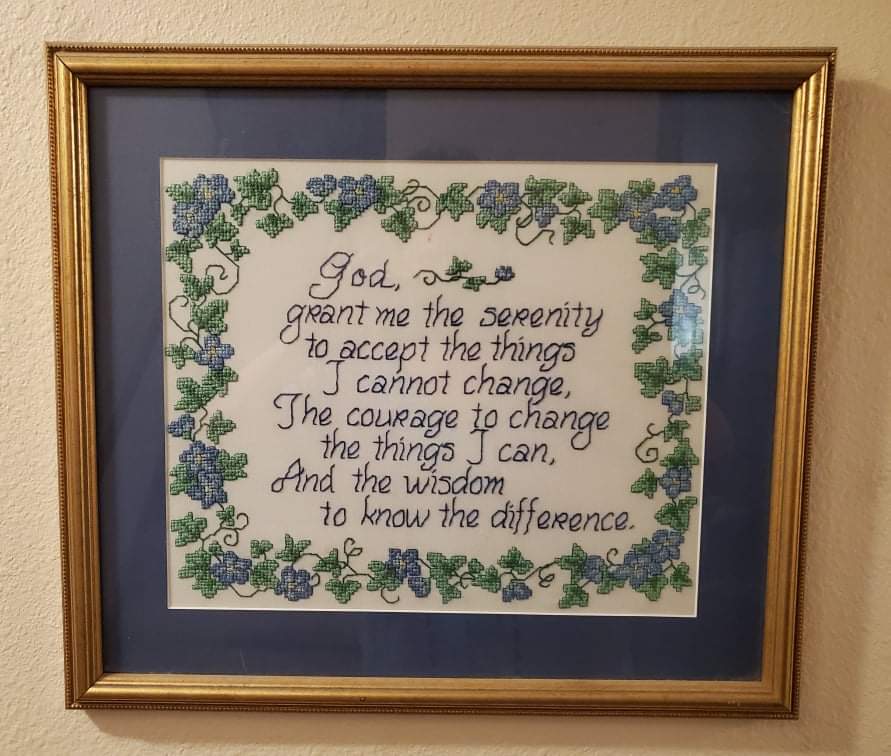 God,
grant me the serenity
to accept the things
I cannot change,
The courage to change
the things I can,
And the wisdom
to know the difference.